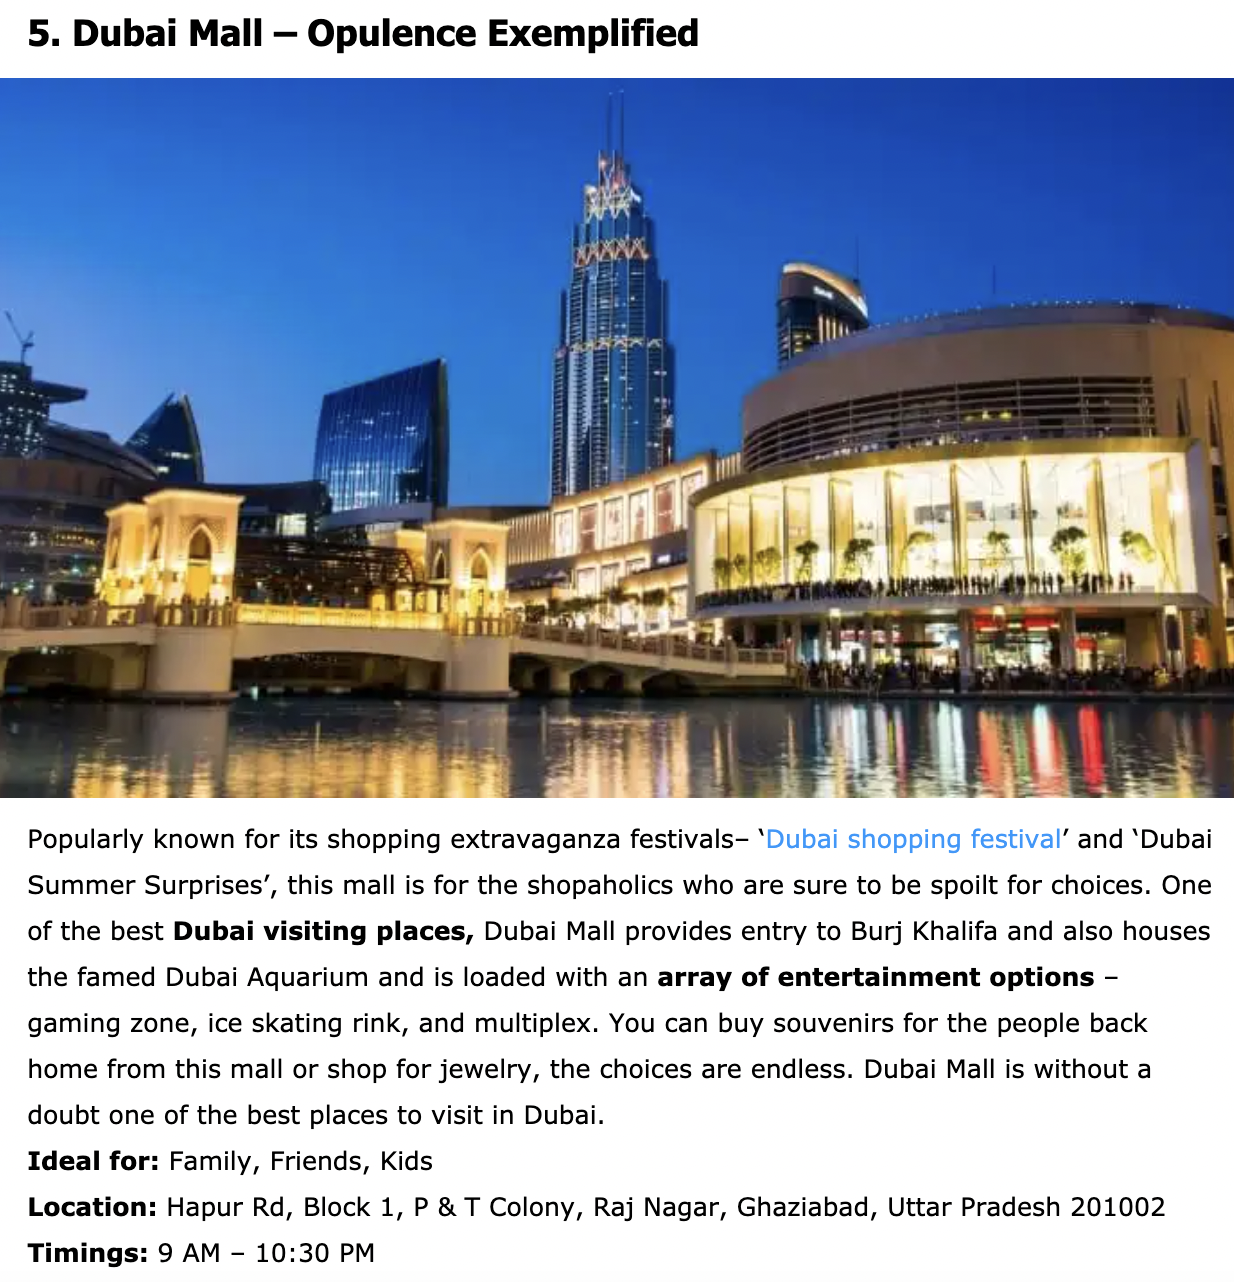 5. Dubai Mall – Opulence Exemplified
Popularly known for its shopping extravaganza festivals– ‘Dubai shopping festival’ and ‘Dubai
Summer Surprises’, this mall is for the shopaholics who are sure to be spoilt for choices. One
of the best Dubai visiting places, Dubai Mall provides entry to Burj Khalifa and also houses
the famed Dubai Aquarium and is loaded with an array of entertainment options –
gaming zone, ice skating rink, and multiplex. You can buy souvenirs for the people back
home from this mall or shop for jewelry, the choices are endless. Dubai Mall is without a
doubt one of the best places to visit in Dubai.
Ideal for: Family, Friends, Kids
Location: Hapur Rd, Block 1, P & T Colony, Raj Nagar, Ghaziabad, Uttar Pradesh 201002
Timings: 9 AM – 10:30 PM